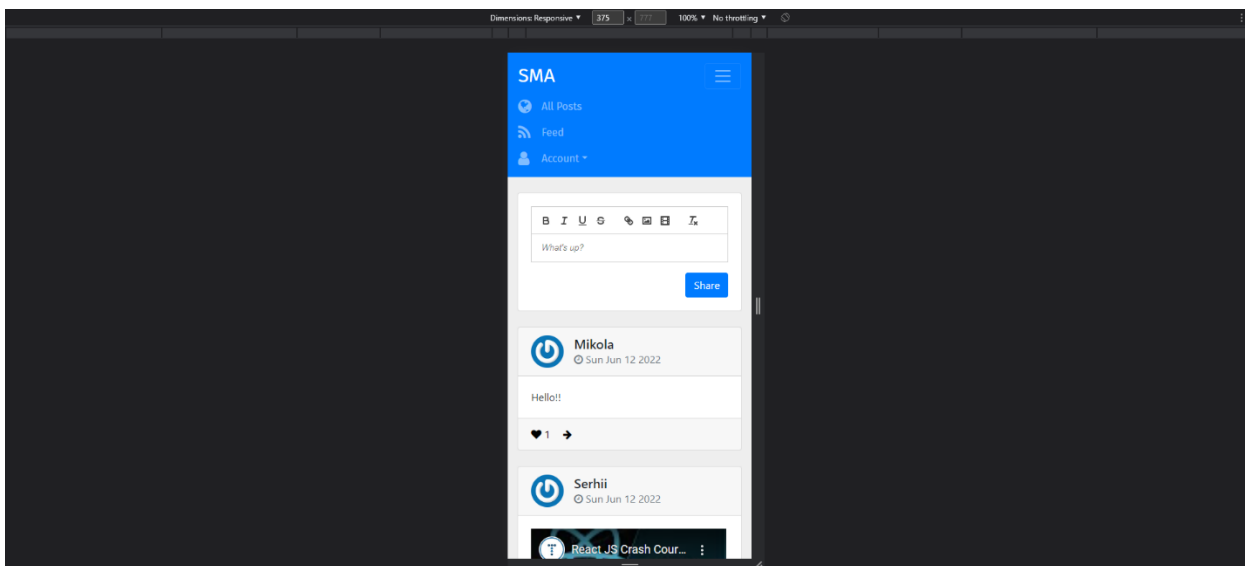 Dimensions: Responsive ▼ 375 × 777 100% ▼ No throttling ▼
SMA
All Posts
Feed
Account
B I U S
What's up?
Share
Mikola
Sun Jun 12 2022
Hello!!
1
Serhii
Sun Jun 12 2022
T React JS Crash Cour...